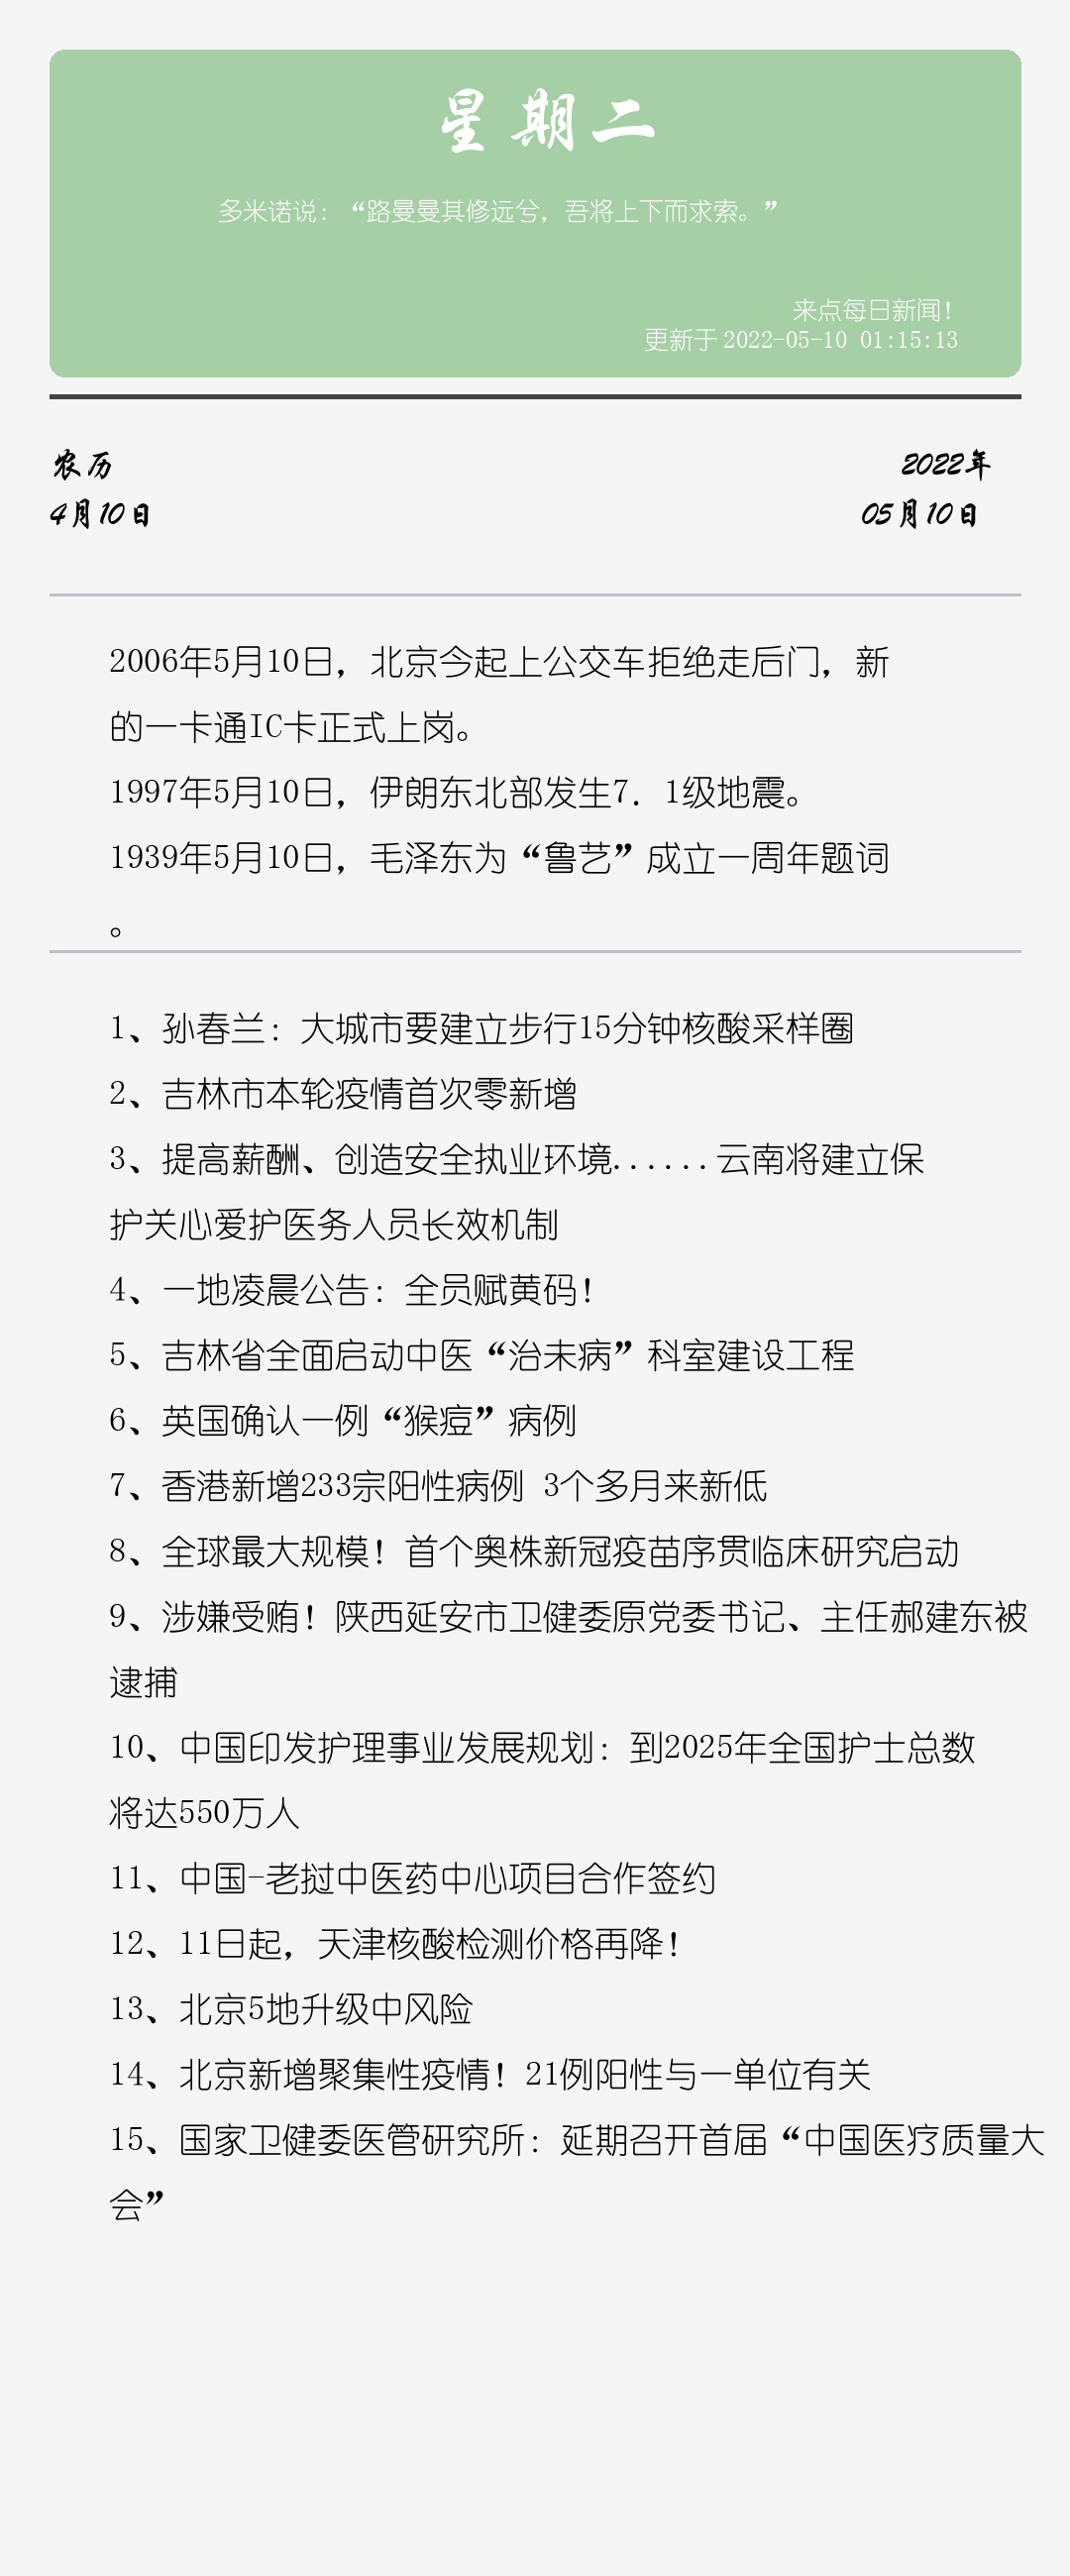 星期二
多米诺说：“路曼曼其修远兮，吾将上下而求索。”
来点每日新闻！
更新于 2022-05-10 01:15:13
农历
4月10日
2022年
05月10日
2006年5月10日，北京今起上公交车拒绝走后门，新
的一卡通IC卡正式上岗。
1997年5月10日，伊朗东北部发生7．1级地震。
1939年5月10日，毛泽东为“鲁艺”成立一周年题词
。
1、孙春兰：大城市要建立步行15分钟核酸采样圈
2、吉林市本轮疫情首次零新增
3、提高薪酬、创造安全执业环境......云南将建立保
护关心爱护医务人员长效机制
4、一地凌晨公告：全员赋黄码！
5、吉林省全面启动中医“治未病”科室建设工程
6、英国确认一例“猴痘”病例
7、香港新增233宗阳性病例 3个多月来新低
8、全球最大规模！首个奥株新冠疫苗序贯临床研究启动
9、涉嫌受贿！陕西延安市卫健委原党委书记、主任郝建东被
逮捕
10、中国印发护理事业发展规划：到2025年全国护士总数
将达550万人
11、中国-老挝中医药中心项目合作签约
12、11日起，天津核酸检测价格再降！
13、北京5地升级中风险
14、北京新增聚集性疫情！21例阳性与一单位有关
15、国家卫健委医管研究所：延期召开首届“中国医疗质量大
会”